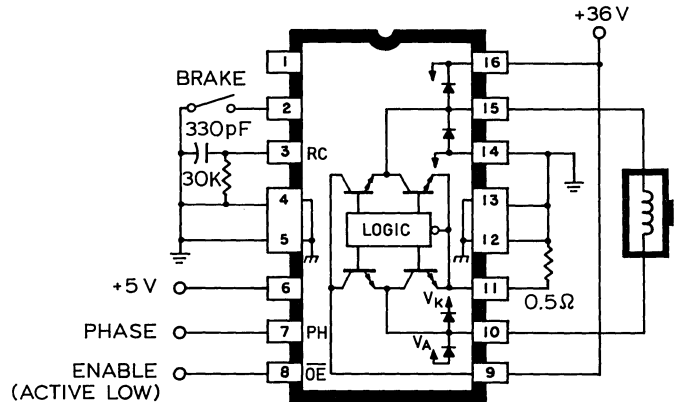 +36 V
1
16
BRAKE
2
15
330pF
3
RC
14
30K
4
13
LOGIC
5
12
+5 V
6
11
0.5Ω
VK
PHASE
7
PH
10
VA
ENABLE
(ACTIVE LOW)
8
OE
9